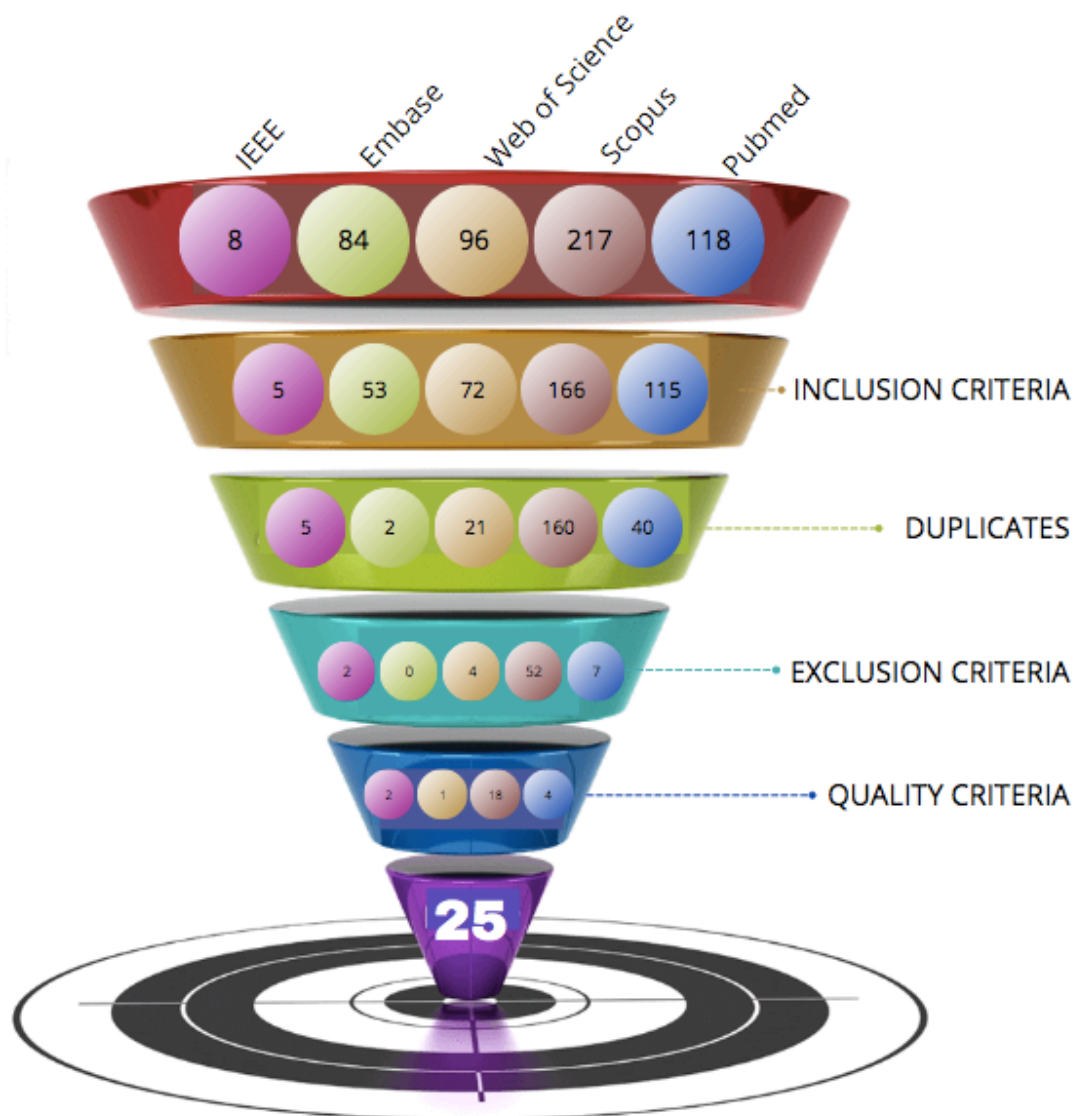 IEEE
Embase
Web of Science
Scopus
Pubmed
8 84 96 217 118
5 53 72 166 115
INCLUSION CRITERIA
5 2 21 160 40
DUPLICATES
2 0 4 52 7
EXCLUSION CRITERIA
2 1 18 4
QUALITY CRITERIA
25